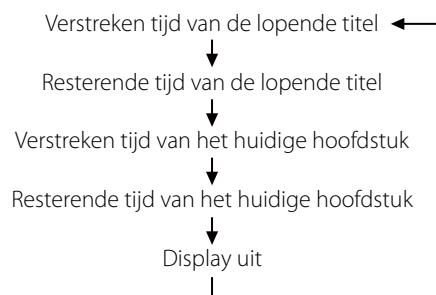 Verstreken tijd van de lopende titel
Resterende tijd van de lopende titel
Verstreken tijd van het huidige hoofdstuk
Resterende tijd van het huidige hoofdstuk
Display uit